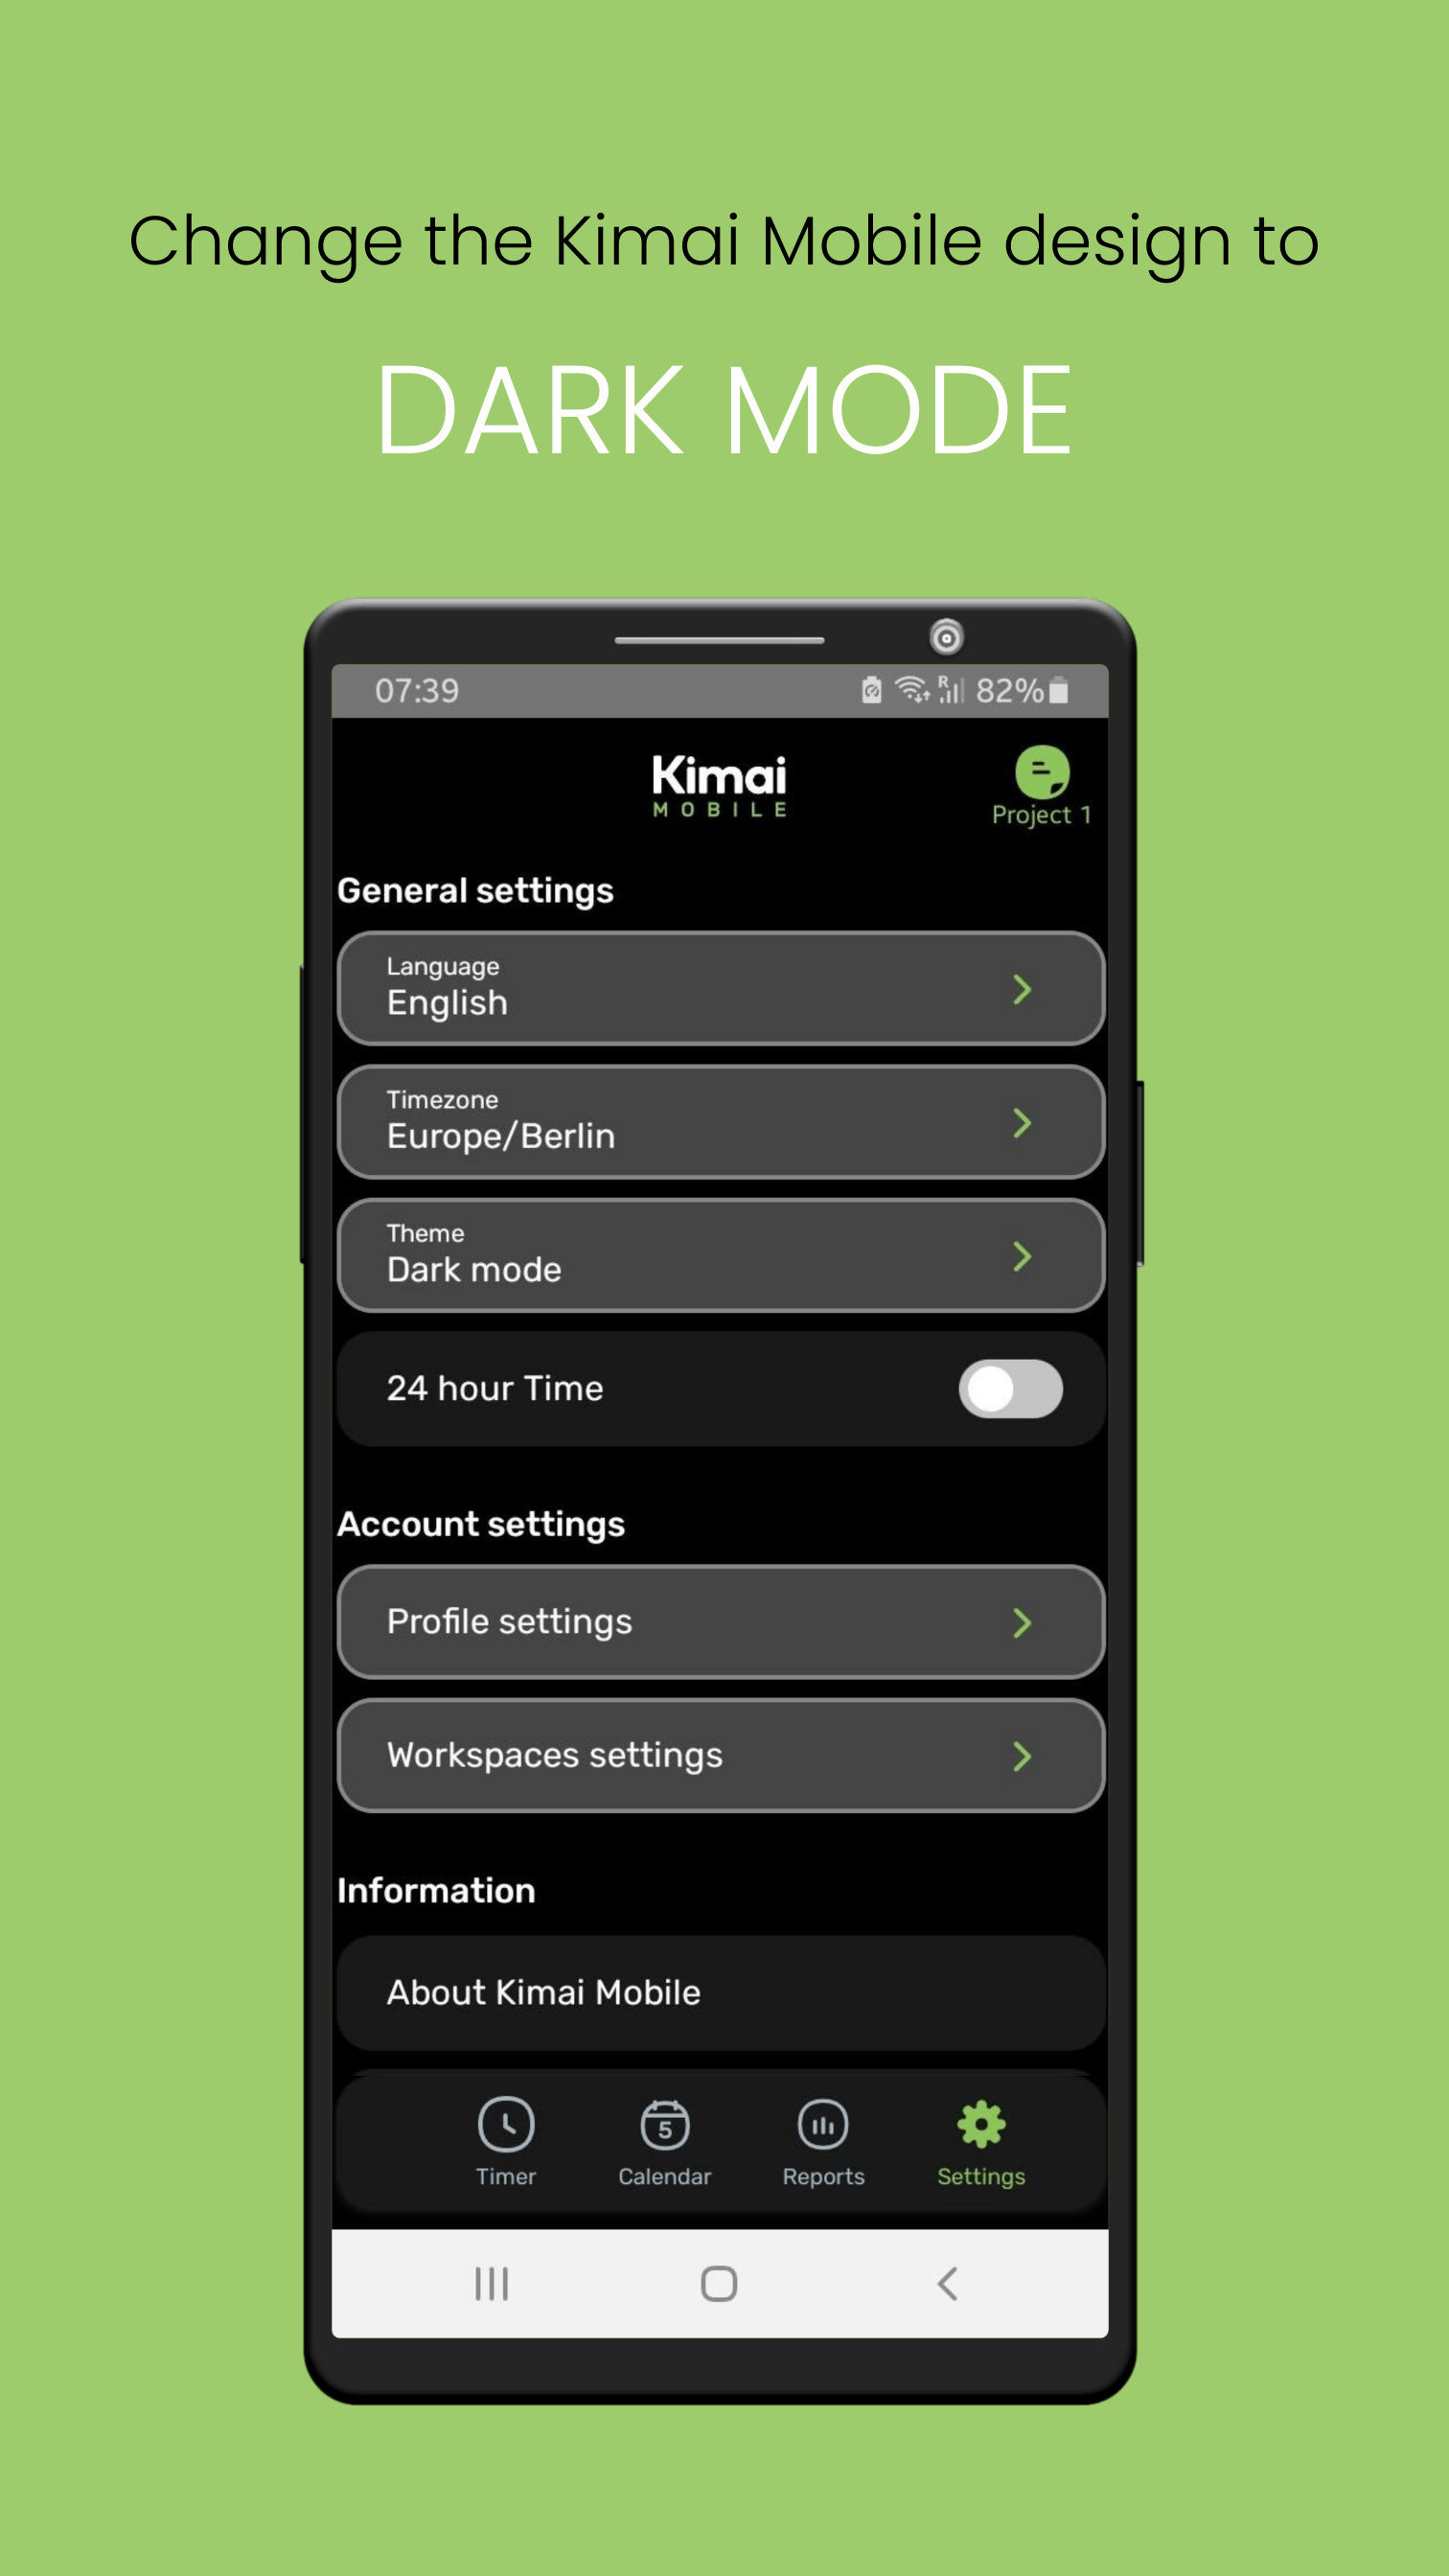 Change the Kimai Mobile design to
DARK MODE
07:39
R 82%
Kimai
MOBILE
Project 1
General settings
Language
English
Timezone
Europe/Berlin
Theme
Dark mode
24 hour Time
Account settings
Profile settings
Workspaces settings
Information
About Kimai Mobile
5
Timer Calendar Reports Settings